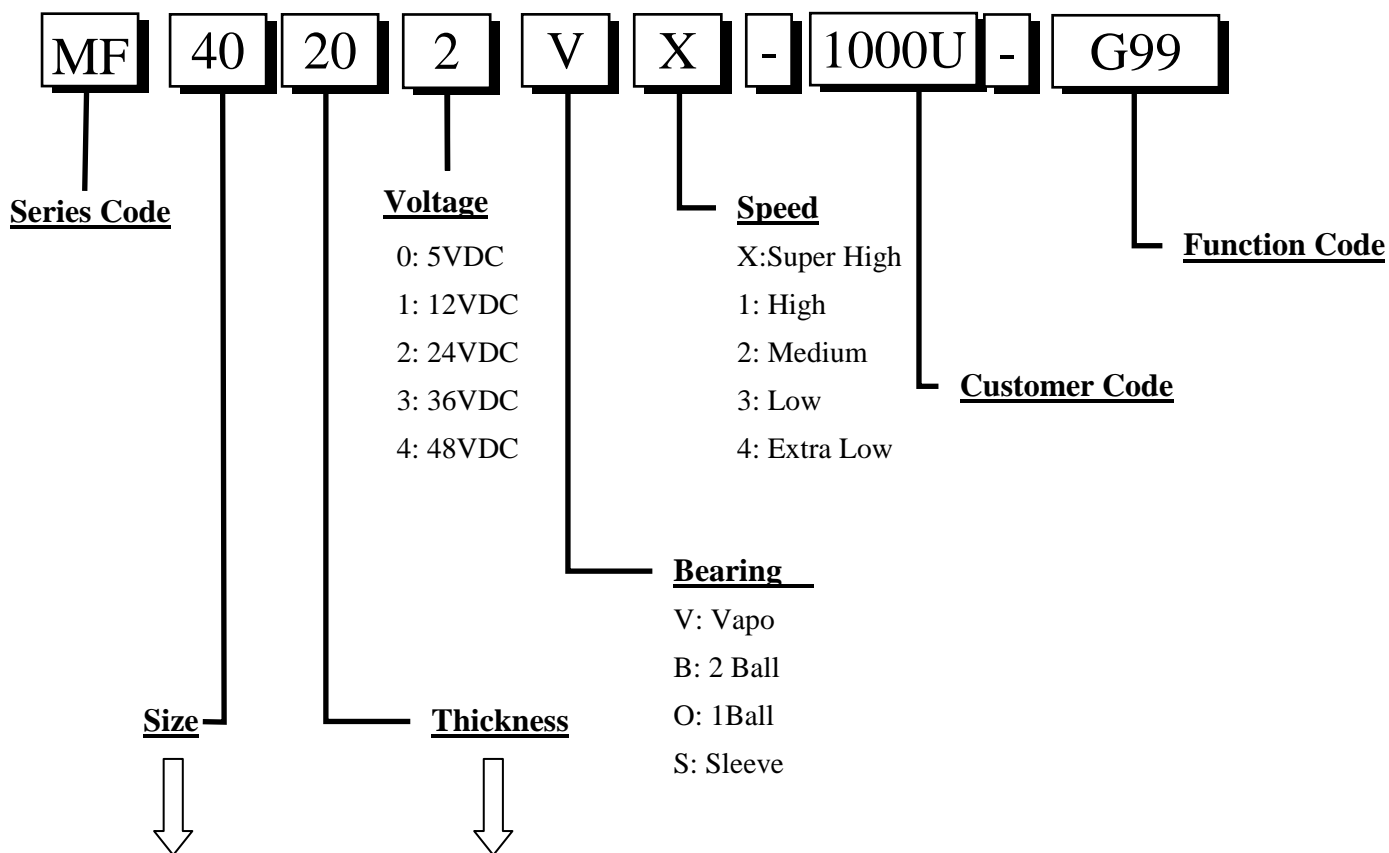 MF 40 20 2 V X - 1000U - G99
Series Code
Voltage
0: 5VDC
1: 12VDC
2: 24VDC
3: 36VDC
4: 48VDC
Speed
X:Super High
1: High
2: Medium
3: Low
4: Extra Low
Function Code
Customer Code
Bearing
V: Vapo
B: 2 Ball
O: 1Ball
S: Sleeve
Size
Thickness